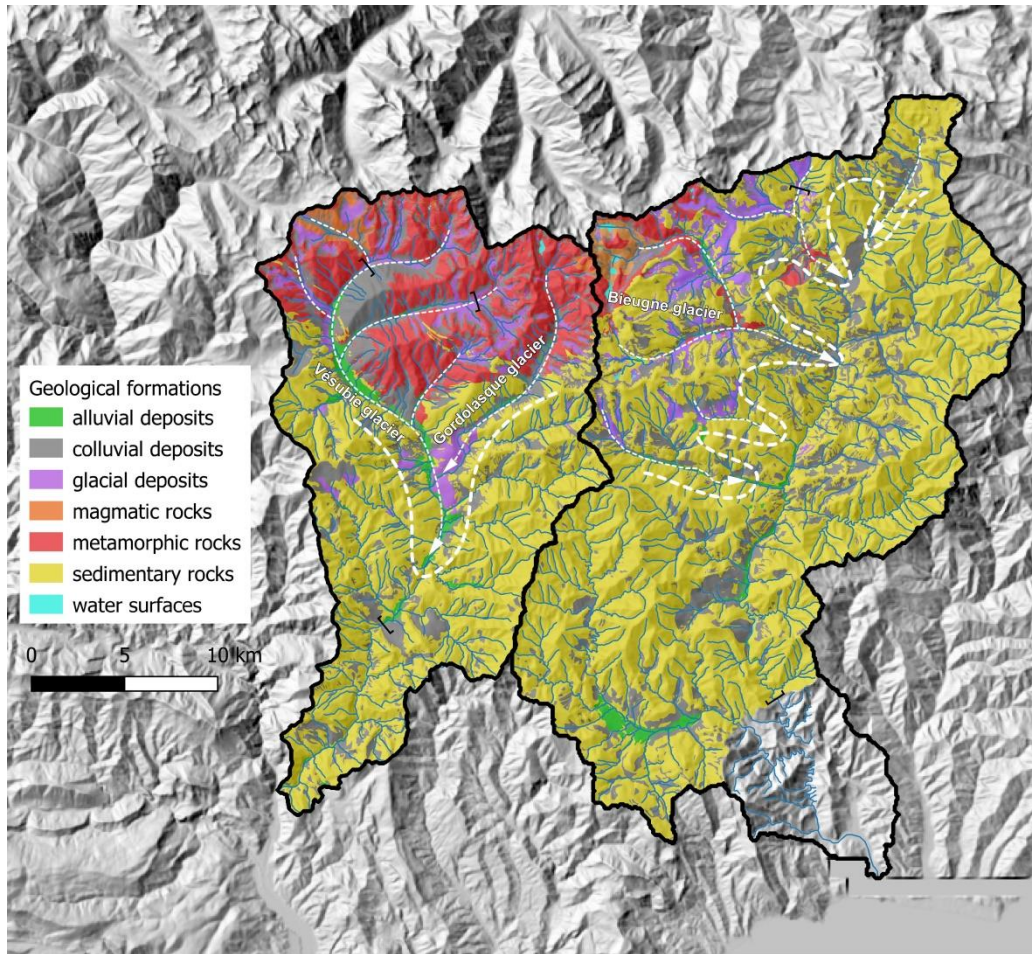 Bieugne glacier
Vésubie glacier
Gordolasque glacier
Geological formations
alluvial deposits
colluvial deposits
glacial deposits
magmatic rocks
metamorphic rocks
sedimentary rocks
water surfaces
0 5 10 km